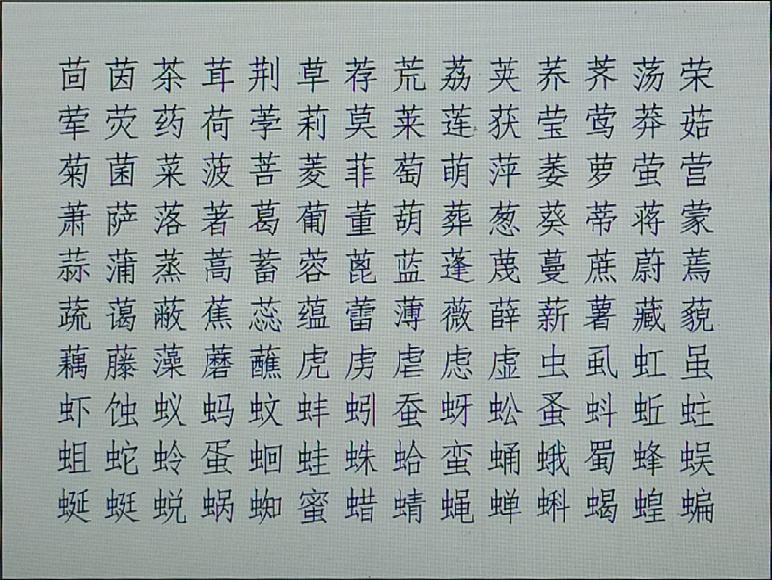 茴茵茶茸荆草荐荒荔荚荞荠荡荣
荤荧药荷荸莉莫莱莲获莹莺莽菇
菊菌菜菠菩菱菲萄萌萍萎萝萤营
萧萨落著葛葡董葫葬葱葵蒂蒋蒙
蒜蒲蒸蒿蓄蓉蓖蓝蓬蔑蔓蔗蔚蔫
蔬蔼蔽蕉蕊蕴蕾薄薇薛薪薯藏藐
藕藤藻蘑蘸虎虏虐虑虚虫虱虹虽
虾蚀蚁蚂蚊蚌蚓蚕蚜蚣蚤蚪蚯蛀
蛆蛇蛉蛋蛔蛙蛛蛤蛮蛹蛾蜀蜂蜈
蜒蜓蜕蜗蜘蜜蜡蜻蝇蝉蝌蝎蝗蝙